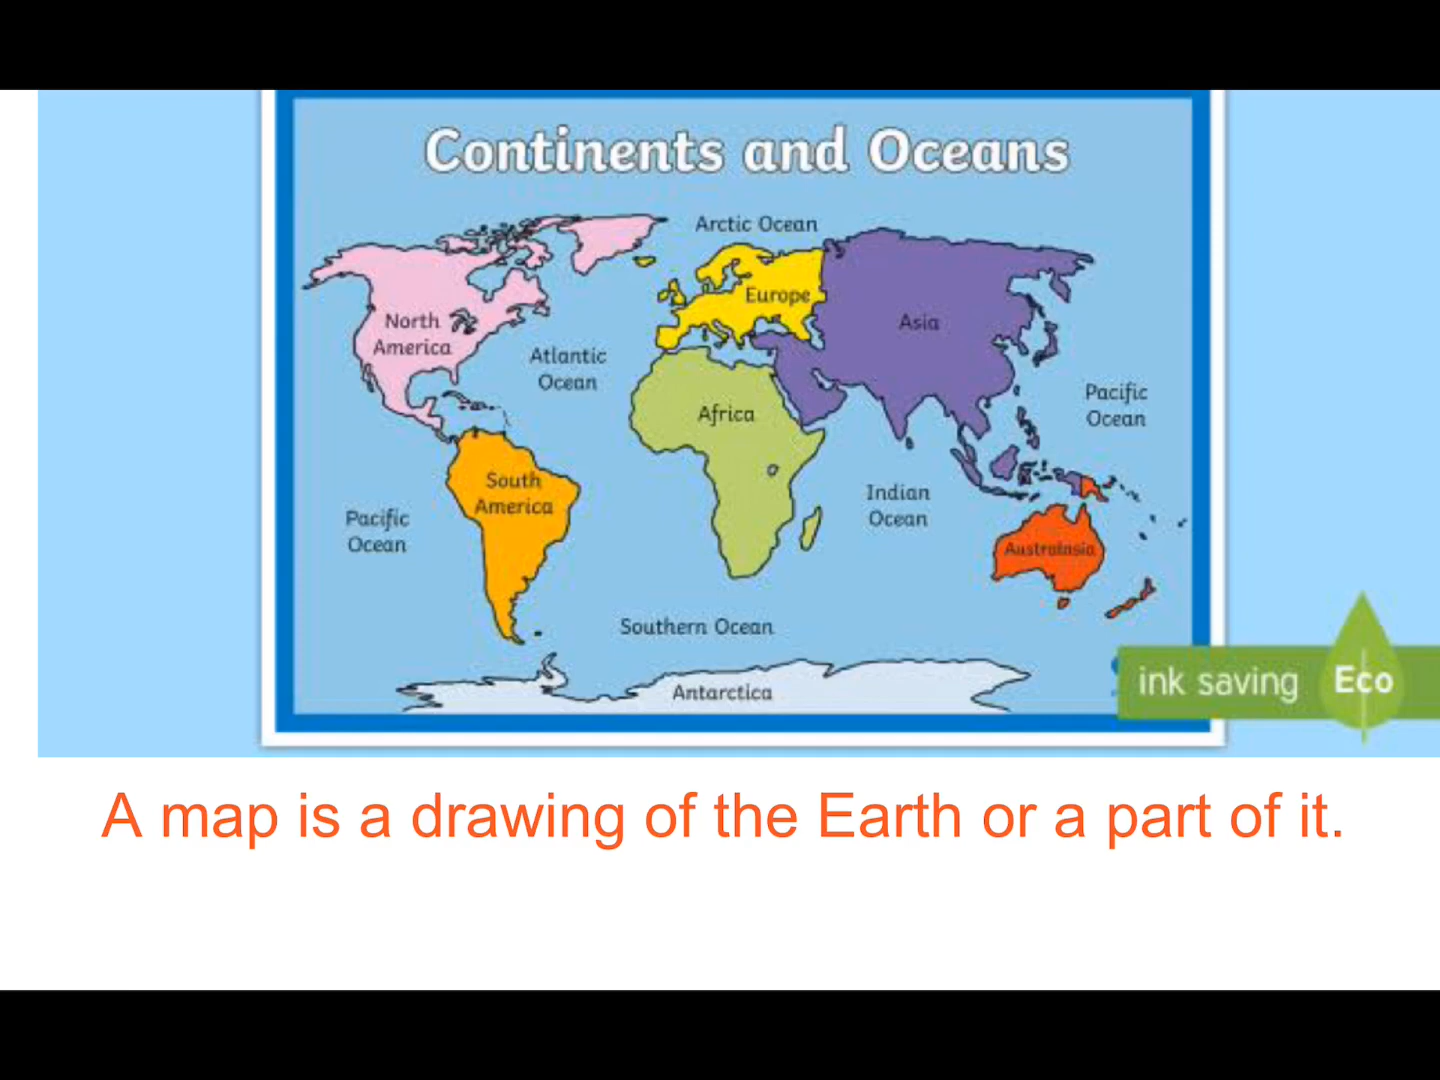 Continents and Oceans
Arctic Ocean
North
America
Europe
Asia
Atlantic
Ocean
Pacific
Ocean
Africa
South
America
Indian
Ocean
Pacific
Ocean
Australasia
Southern Ocean
Antarctica
ink saving Eco
A map is a drawing of the Earth or a part of it.